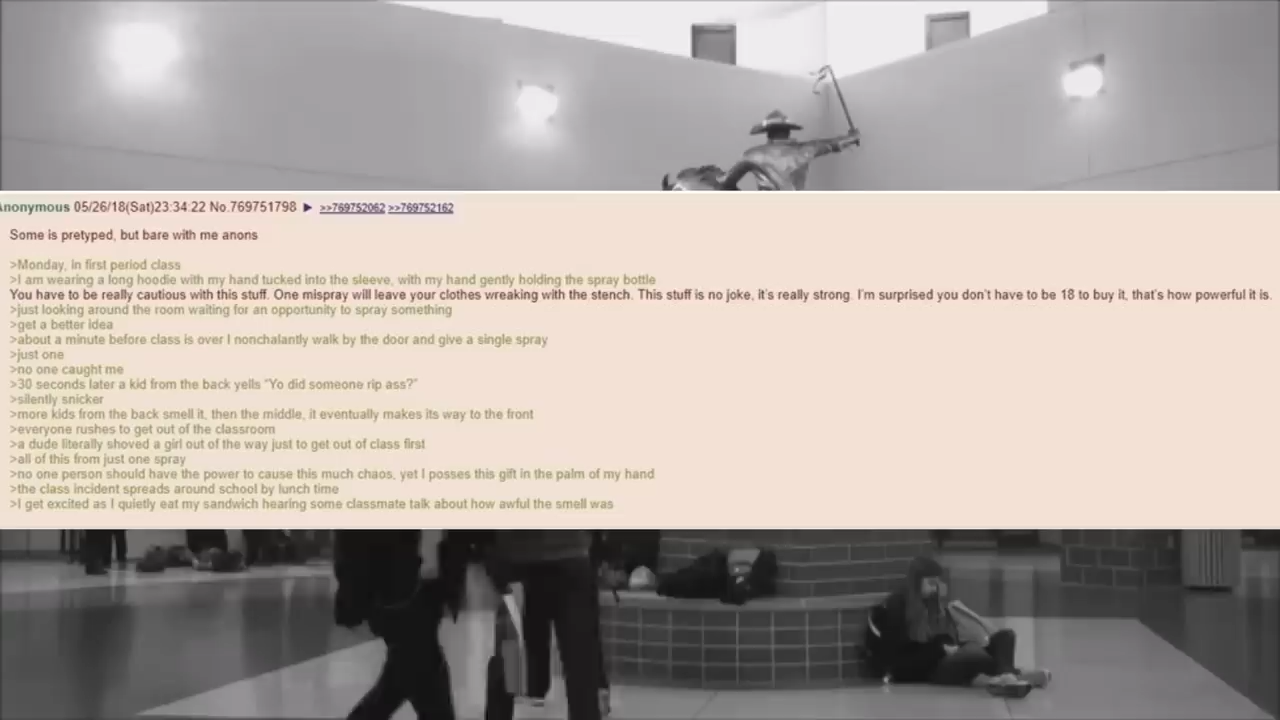 Anonymous 05/26/18(Sat)23:34:22 No.769751798 ► >>769752062 >>769752162
Some is pretyped, but bare with me anons
>Monday, in first period class
>I am wearing a long hoodie with my hand tucked into the sleeve, with my hand gently holding the spray bottle
You have to be really cautious with this stuff. One mispray will leave your clothes wreaking with the stench. This stuff is no joke, it's really strong. I'm surprised you don't have to be 18 to buy it, that's how powerful it is.
>just looking around the room waiting for an opportunity to spray something
>get a better idea
>about a minute before class is over I nonchalantly walk by the door and give a single spray
>just one
>no one caught me
>30 seconds later a kid from the back yells “Yo did someone rip ass?”
>silently snicker
>more kids from the back smell it, then the middle, it eventually makes its way to the front
>everyone rushes to get out of the classroom
>a dude literally shoved a girl out of the way just to get out of class first
>all of this from just one spray
>no one person should have the power to cause this much chaos, yet I posses this gift in the palm of my hand
>the class incident spreads around school by lunch time
>I get excited as I quietly eat my sandwich hearing some classmate talk about how awful the smell was